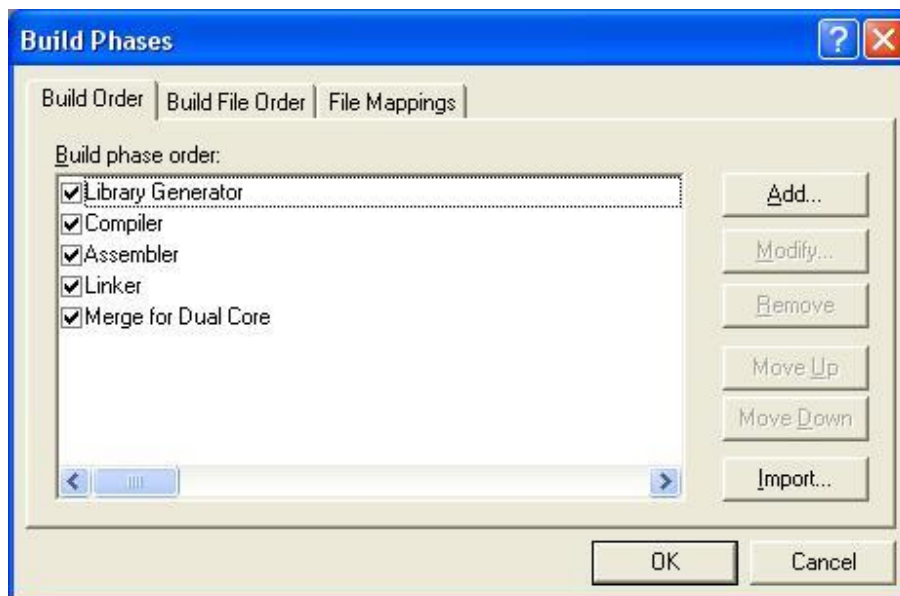 Build Phases
Build Order Build File Order File Mappings
Build phase order:
Library Generator
Compiler
Assembler
Linker
Merge for Dual Core
Add...
Modify...
Remove
Move Up
Move Down
Import...
OK Cancel